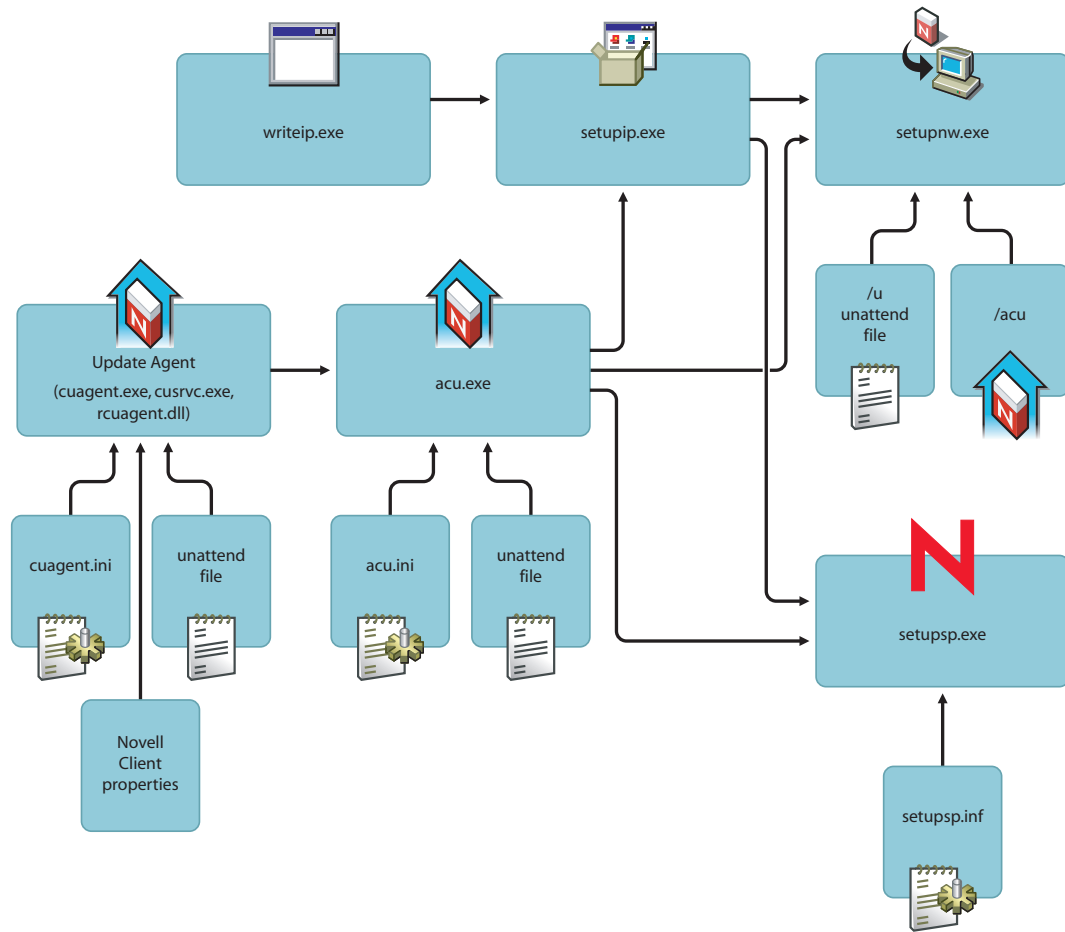 writeip.exe
setupip.exe
setupnw.exe
Update Agent
(cuagent.exe, cusrvc.exe,
rcuagent.dll)
acu.exe
/u
unattend
file
/acu
cuagent.ini
unattend
file
acu.ini
unattend
file
setupsp.exe
Novell
Client
properties
setupsp.inf